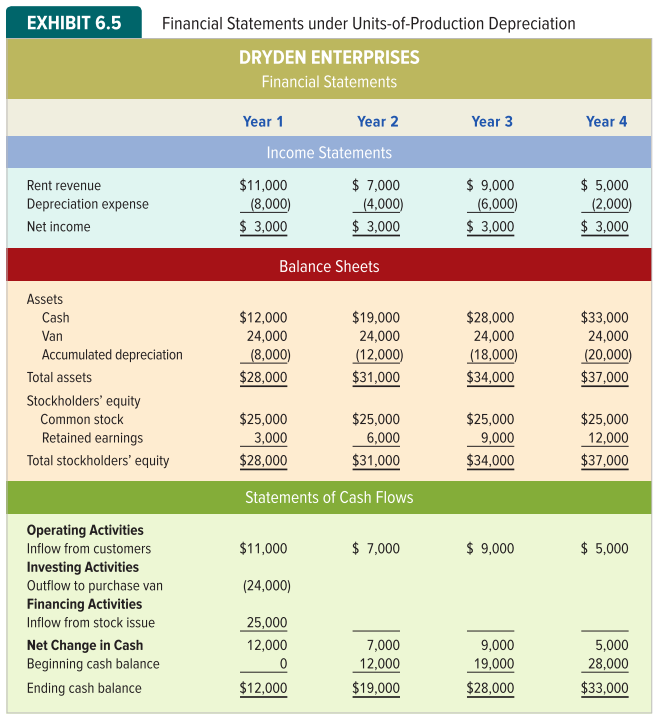 EXHIBIT 6.5 Financial Statements under Units-of-Production Depreciation
DRYDEN ENTERPRISES
Financial Statements
Year 1 Year 2 Year 3 Year 4
Income Statements
Rent revenue $11,000 $ 7,000 $ 9,000 $ 5,000
Depreciation expense (8,000) (4,000) (6,000) (2,000)
Net income $ 3,000 $ 3,000 $ 3,000 $ 3,000
Balance Sheets
Assets
Cash $12,000 $19,000 $28,000 $33,000
Van 24,000 24,000 24,000 24,000
Accumulated depreciation (8,000) (12,000) (18,000) (20,000)
Total assets $28,000 $31,000 $34,000 $37,000
Stockholders' equity
Common stock $25,000 $25,000 $25,000 $25,000
Retained earnings 3,000 6,000 9,000 12,000
Total stockholders' equity $28,000 $31,000 $34,000 $37,000
Statements of Cash Flows
Operating Activities
Inflow from customers $11,000 $ 7,000 $ 9,000 $ 5,000
Investing Activities
Outflow to purchase van (24,000)
Financing Activities
Inflow from stock issue 25,000
Net Change in Cash 12,000 7,000 9,000 5,000
Beginning cash balance 0 12,000 19,000 28,000
Ending cash balance $12,000 $19,000 $28,000 $33,000